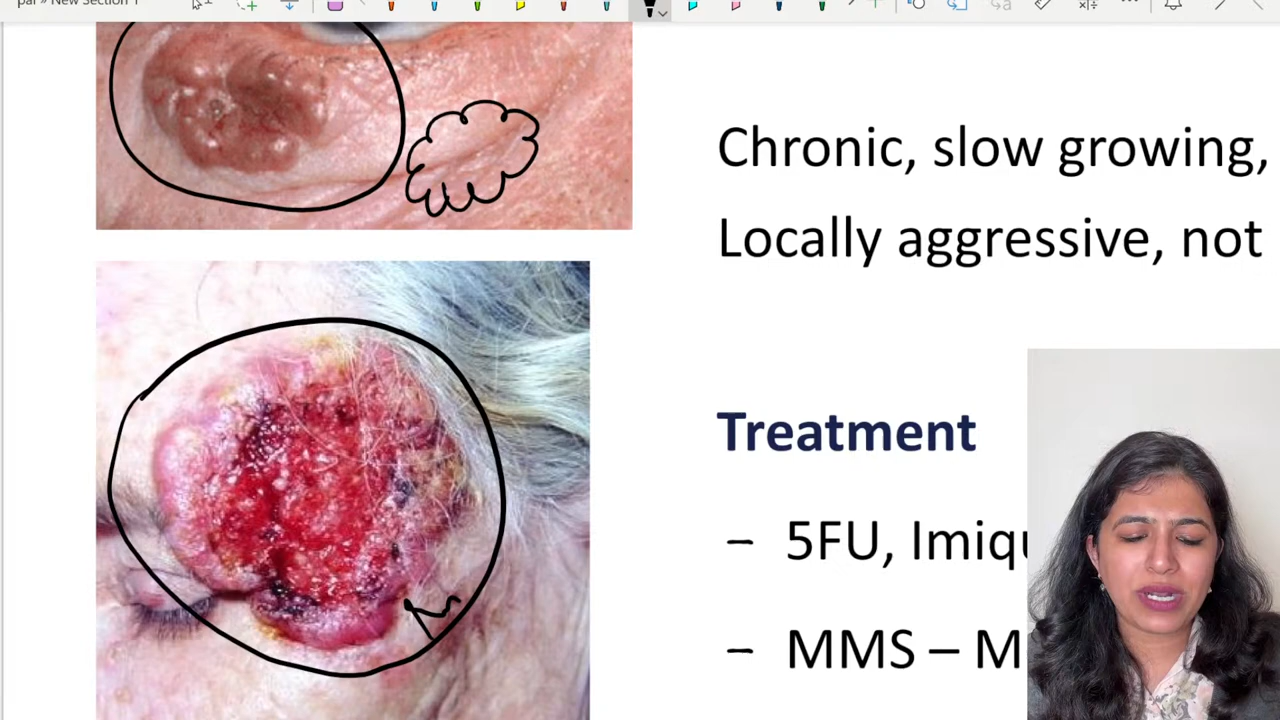 par » New Section 1
Chronic, slow growing,
Locally aggressive, not
Treatment
– 5FU, Imiqu
– MMS – M